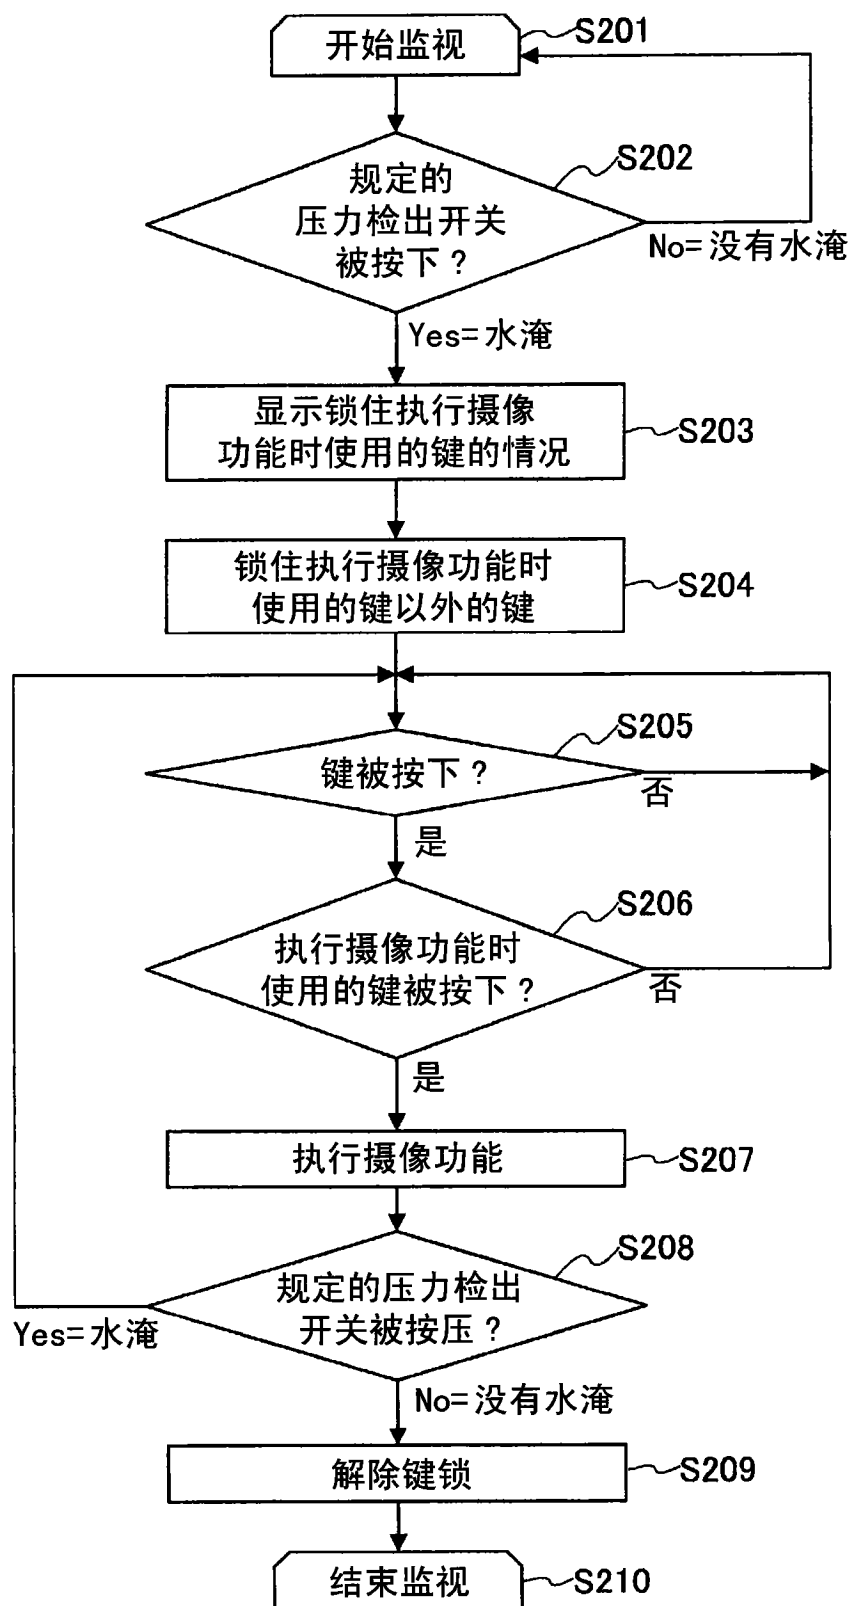 开始监视
S201
规定的
压力检出开关
被按下？
S202
No=没有水淹
Yes=水淹
显示锁住执行摄像
功能时使用的键的情况
S203
锁住执行摄像功能时
使用的键以外的键
S204
键被按下？
S205
否
是
执行摄像功能时
使用的键被按下？
S206
否
是
执行摄像功能
S207
规定的压力检出
开关被按压？
S208
Yes=水淹
No=没有水淹
解除键锁
S209
结束监视
S210